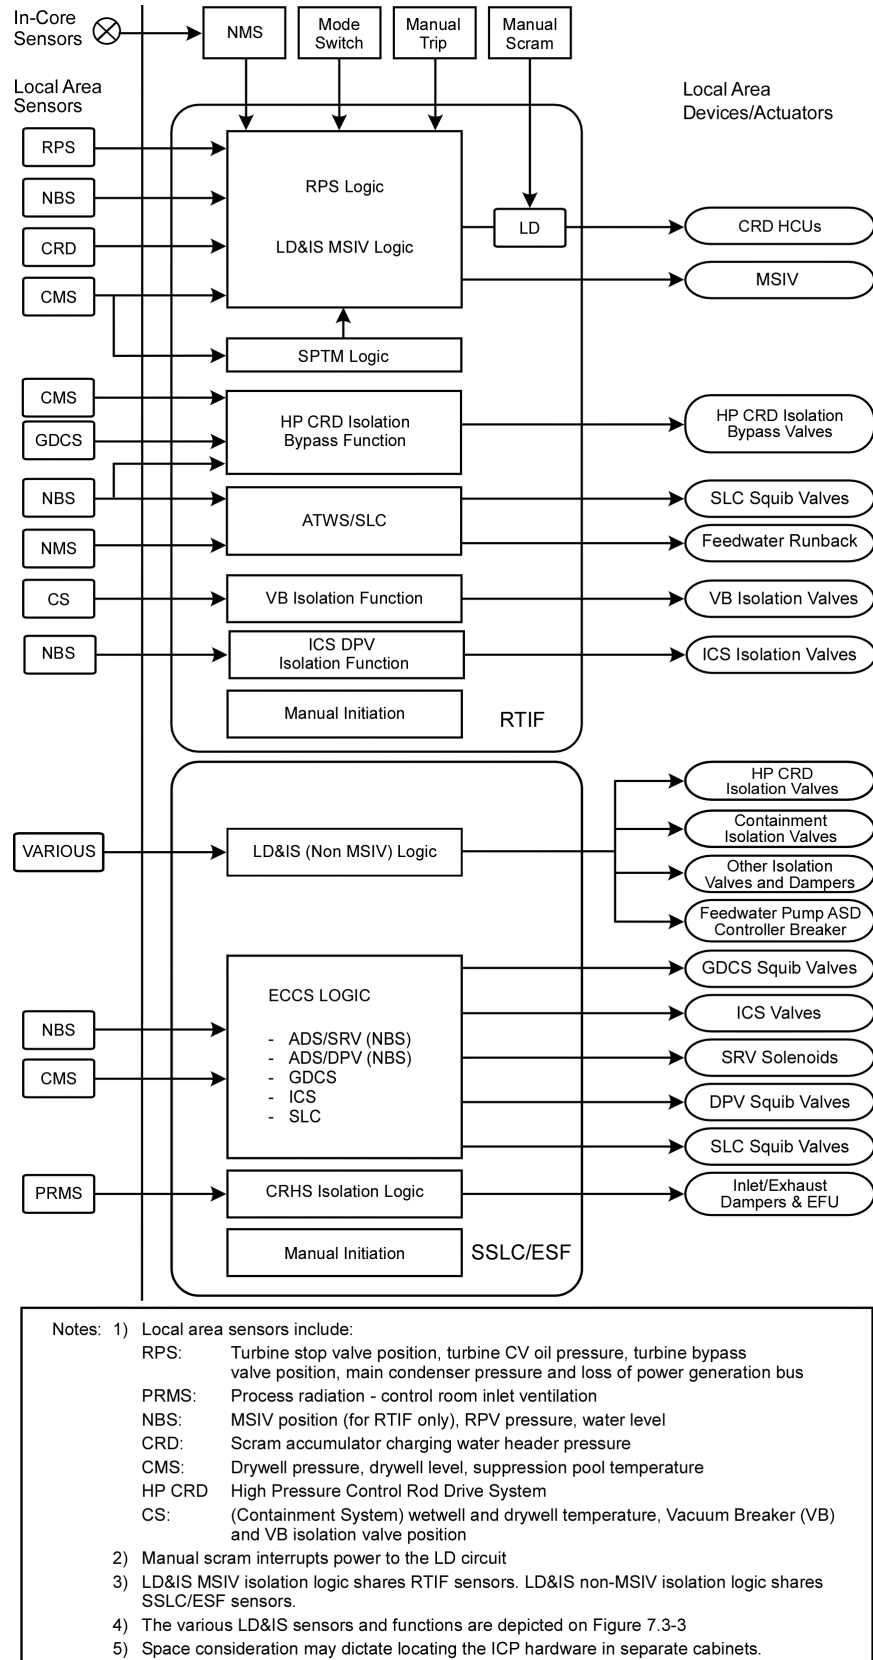 In-Core
Sensors
NMS
Mode
Switch
Manual
Trip
Manual
Scram
Local Area
Sensors
Local Area
Devices/Actuators
RPS
NBS
CRD
CMS
RPS Logic
LD&IS MSIV Logic
LD
CRD HCUs
MSIV
SPTM Logic
CMS
GDCS
HP CRD Isolation
Bypass Function
HP CRD Isolation
Bypass Valves
NBS
NMS
ATWS/SLC
SLC Squib Valves
Feedwater Runback
CS
VB Isolation Function
VB Isolation Valves
NBS
ICS DPV
Isolation Function
ICS Isolation Valves
Manual Initiation
RTIF
VARIOUS
LD&IS (Non MSIV) Logic
HP CRD
Isolation Valves
Containment
Isolation Valves
Other Isolation
Valves and Dampers
Feedwater Pump ASD
Controller Breaker
NBS
CMS
ECCS LOGIC
- ADS/SRV (NBS)
- ADS/DPV (NBS)
- GDCS
- ICS
- SLC
GDCS Squib Valves
ICS Valves
SRV Solenoids
DPV Squib Valves
SLC Squib Valves
PRMS
CRHS Isolation Logic
Inlet/Exhaust
Dampers & EFU
Manual Initiation
SSLC/ESF
Notes: 1) Local area sensors include:
RPS: Turbine stop valve position, turbine CV oil pressure, turbine bypass
valve position, main condenser pressure and loss of power generation bus
PRMS: Process radiation - control room inlet ventilation
NBS: MSIV position (for RTIF only), RPV pressure, water level
CRD: Scram accumulator charging water header pressure
CMS: Drywell pressure, drywell level, suppression pool temperature
HP CRD High Pressure Control Rod Drive System
CS: (Containment System) wetwell and drywell temperature, Vacuum Breaker (VB)
and VB isolation valve position
2) Manual scram interrupts power to the LD circuit
3) LD&IS MSIV isolation logic shares RTIF sensors. LD&IS non-MSIV isolation logic shares
SSLC/ESF sensors.
4) The various LD&IS sensors and functions are depicted on Figure 7.3-3
5) Space consideration may dictate locating the ICP hardware in separate cabinets.